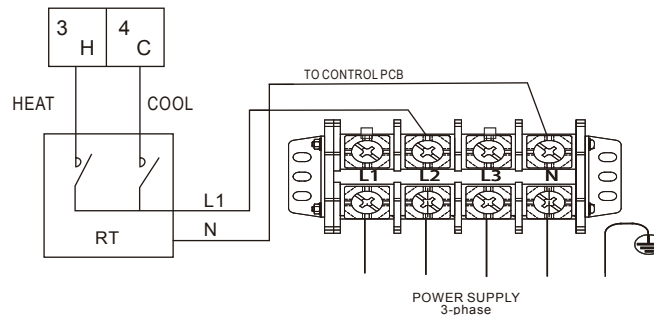 3 H
4 C
HEAT
COOL
TO CONTROL PCB
L1
N
RT
L1 L2 L3 N
POWER SUPPLY
3-phase